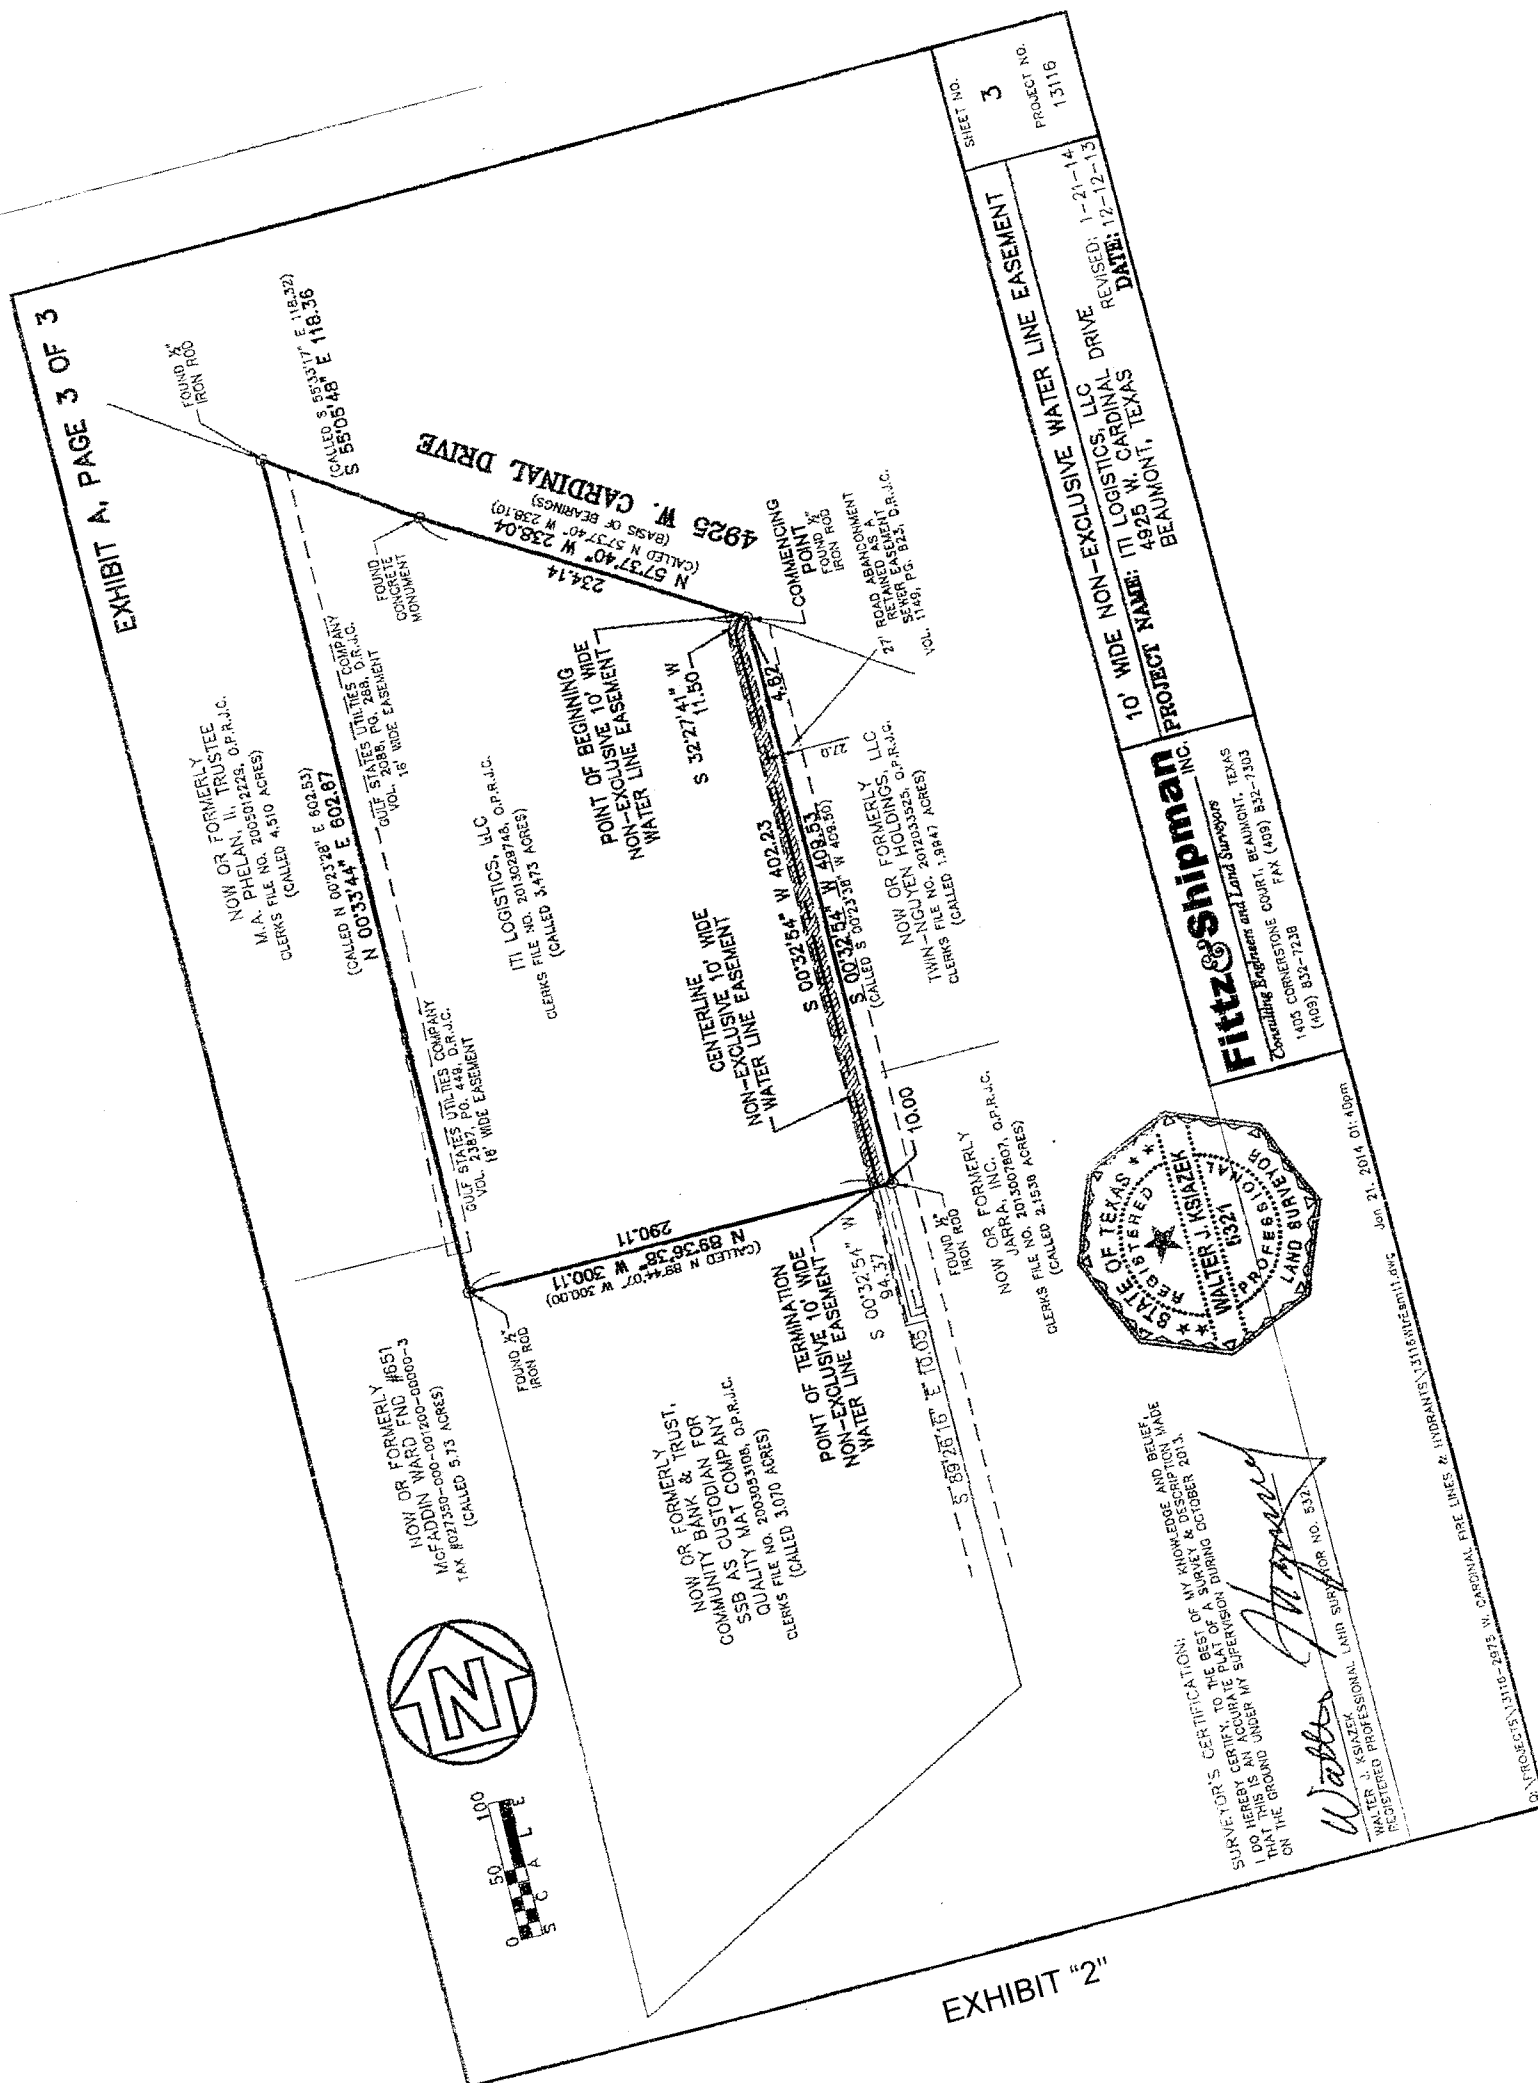 EXHIBIT A, PAGE 3 OF 3
FOUND ½"
IRON ROD
(CALLED S 55°33'17" E 118.32)
S 55°05'48" E 118.36
NOW OR FORMERLY
M.A. PHELAN, II, TRUSTEE
CLERKS FILE NO. 2005012229, O.P.R.J.C.
(CALLED 4.510 ACRES)
(CALLED N 00°23'28" E 602.53)
N 00°33'44" E 602.87
GULF STATES UTILITIES COMPANY
VOL. 2088, PG. 288, D.R.J.C.
16' WIDE EASEMENT
FOUND
CONCRETE
MONUMENT
4925 W. CARDINAL DRIVE
(BASIS OF BEARINGS)
(CALLED N 57°37'40" W 238.10)
N 57°37'40" W 238.04
234.14
GULF STATES UTILITIES COMPANY
VOL. 2387, PG. 449, D.R.J.C.
16' WIDE EASEMENT
ITI LOGISTICS, LLC
CLERKS FILE NO. 2013029748, O.P.R.J.C.
(CALLED 3.473 ACRES)
POINT OF BEGINNING
NON-EXCLUSIVE 10' WIDE
WATER LINE EASEMENT
S 32°27'41" W
11.50
COMMENCING
POINT
FOUND ½"
IRON ROD
4.62
27' ROAD ABANDONMENT
RETAINED AS A
SEWER EASEMENT
VOL. 1149, PG. 823, D.R.J.C.
CENTERLINE
NON-EXCLUSIVE 10' WIDE
WATER LINE EASEMENT
S 00°32'54" W 402.23
S 00°32'54" W 409.53
(CALLED S 00°23'38" W 409.50)
NOW OR FORMERLY
TWIN-NGUYEN HOLDINGS, LLC
CLERKS FILE NO. 2012033525, O.P.R.J.C.
(CALLED 1.9847 ACRES)
NOW OR FORMERLY
McFADDIN WARD FND #651
TAX #027350-000-001200-00000-3
(CALLED 5.73 ACRES)
FOUND ½"
IRON ROD
(CALLED N 89°44'07" W 300.00)
N 89°36'38" W 300.11
290.11
10.00
FOUND ½"
IRON ROD
NOW OR FORMERLY
JARRA, INC.
CLERKS FILE NO. 2013007807, O.P.R.J.C.
(CALLED 2.1539 ACRES)
POINT OF TERMINATION
NON-EXCLUSIVE 10' WIDE
WATER LINE EASEMENT
S 00°32'54" W
94.37
S 89°26'16" E 10.05
NOW OR FORMERLY
COMMUNITY BANK & TRUST,
SSB AS CUSTODIAN FOR
QUALITY MAT COMPANY
CLERKS FILE NO. 2003053108, O.P.R.J.C.
(CALLED 3.070 ACRES)
N
0 50 100
SCALE
SURVEYOR'S CERTIFICATION:
I DO HEREBY CERTIFY, TO THE BEST OF MY KNOWLEDGE AND BELIEF,
THAT THIS IS AN ACCURATE PLAT OF A SURVEY & DESCRIPTION MADE
ON THE GROUND UNDER MY SUPERVISION DURING OCTOBER 2013.
WALTER J. KSIAZEK
REGISTERED PROFESSIONAL LAND SURVEYOR NO. 5321
STATE OF TEXAS
REGISTERED
WALTER J. KSIAZEK
5321
PROFESSIONAL
LAND SURVEYOR
Fittz & Shipman
INC.
Consulting Engineers and Land Surveyors
1405 CORNERSTONE COURT, BEAUMONT, TEXAS
(409) 832-7238 FAX (409) 832-7303
10' WIDE NON-EXCLUSIVE WATER LINE EASEMENT
PROJECT NAME: ITI LOGISTICS, LLC
4925 W. CARDINAL DRIVE
BEAUMONT, TEXAS
REVISED: 1-21-14
DATE: 12-12-13
SHEET NO.
3
PROJECT NO.
13116
Jan 21, 2014 01:40pm
EXHIBIT "2"